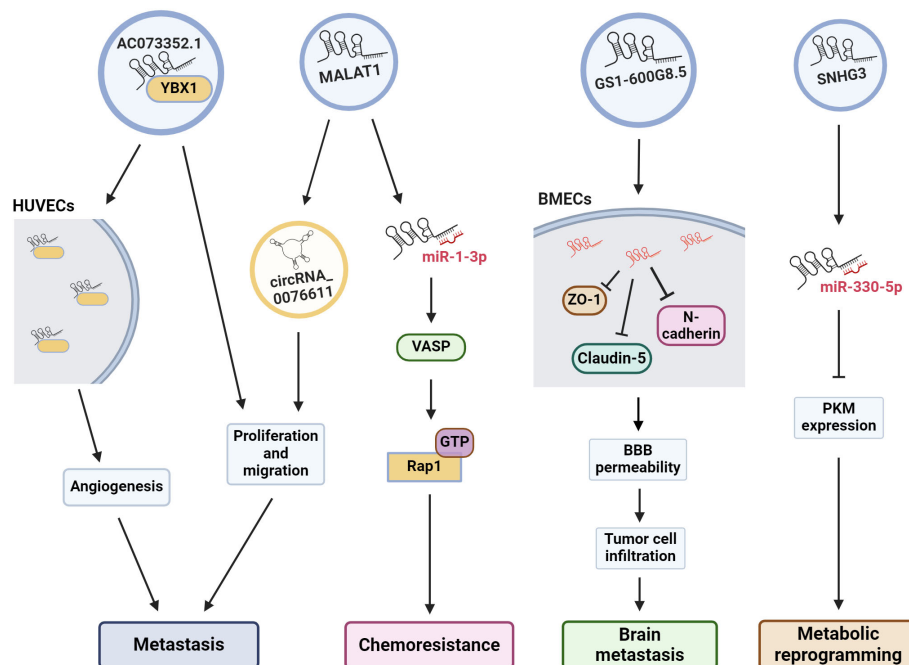 AC073352.1
YBX1
MALAT1
GS1-600G8.5
SNHG3
HUVECs
BMECs
circRNA_
0076611
miR-1-3p
miR-330-5p
ZO-1
N-
cadherin
Claudin-5
VASP
GTP
Rap1
PKM
expression
Proliferation
and
migration
Angiogenesis
BBB
permeability
Tumor cell
infiltration
Metastasis
Chemoresistance
Brain
metastasis
Metabolic
reprogramming